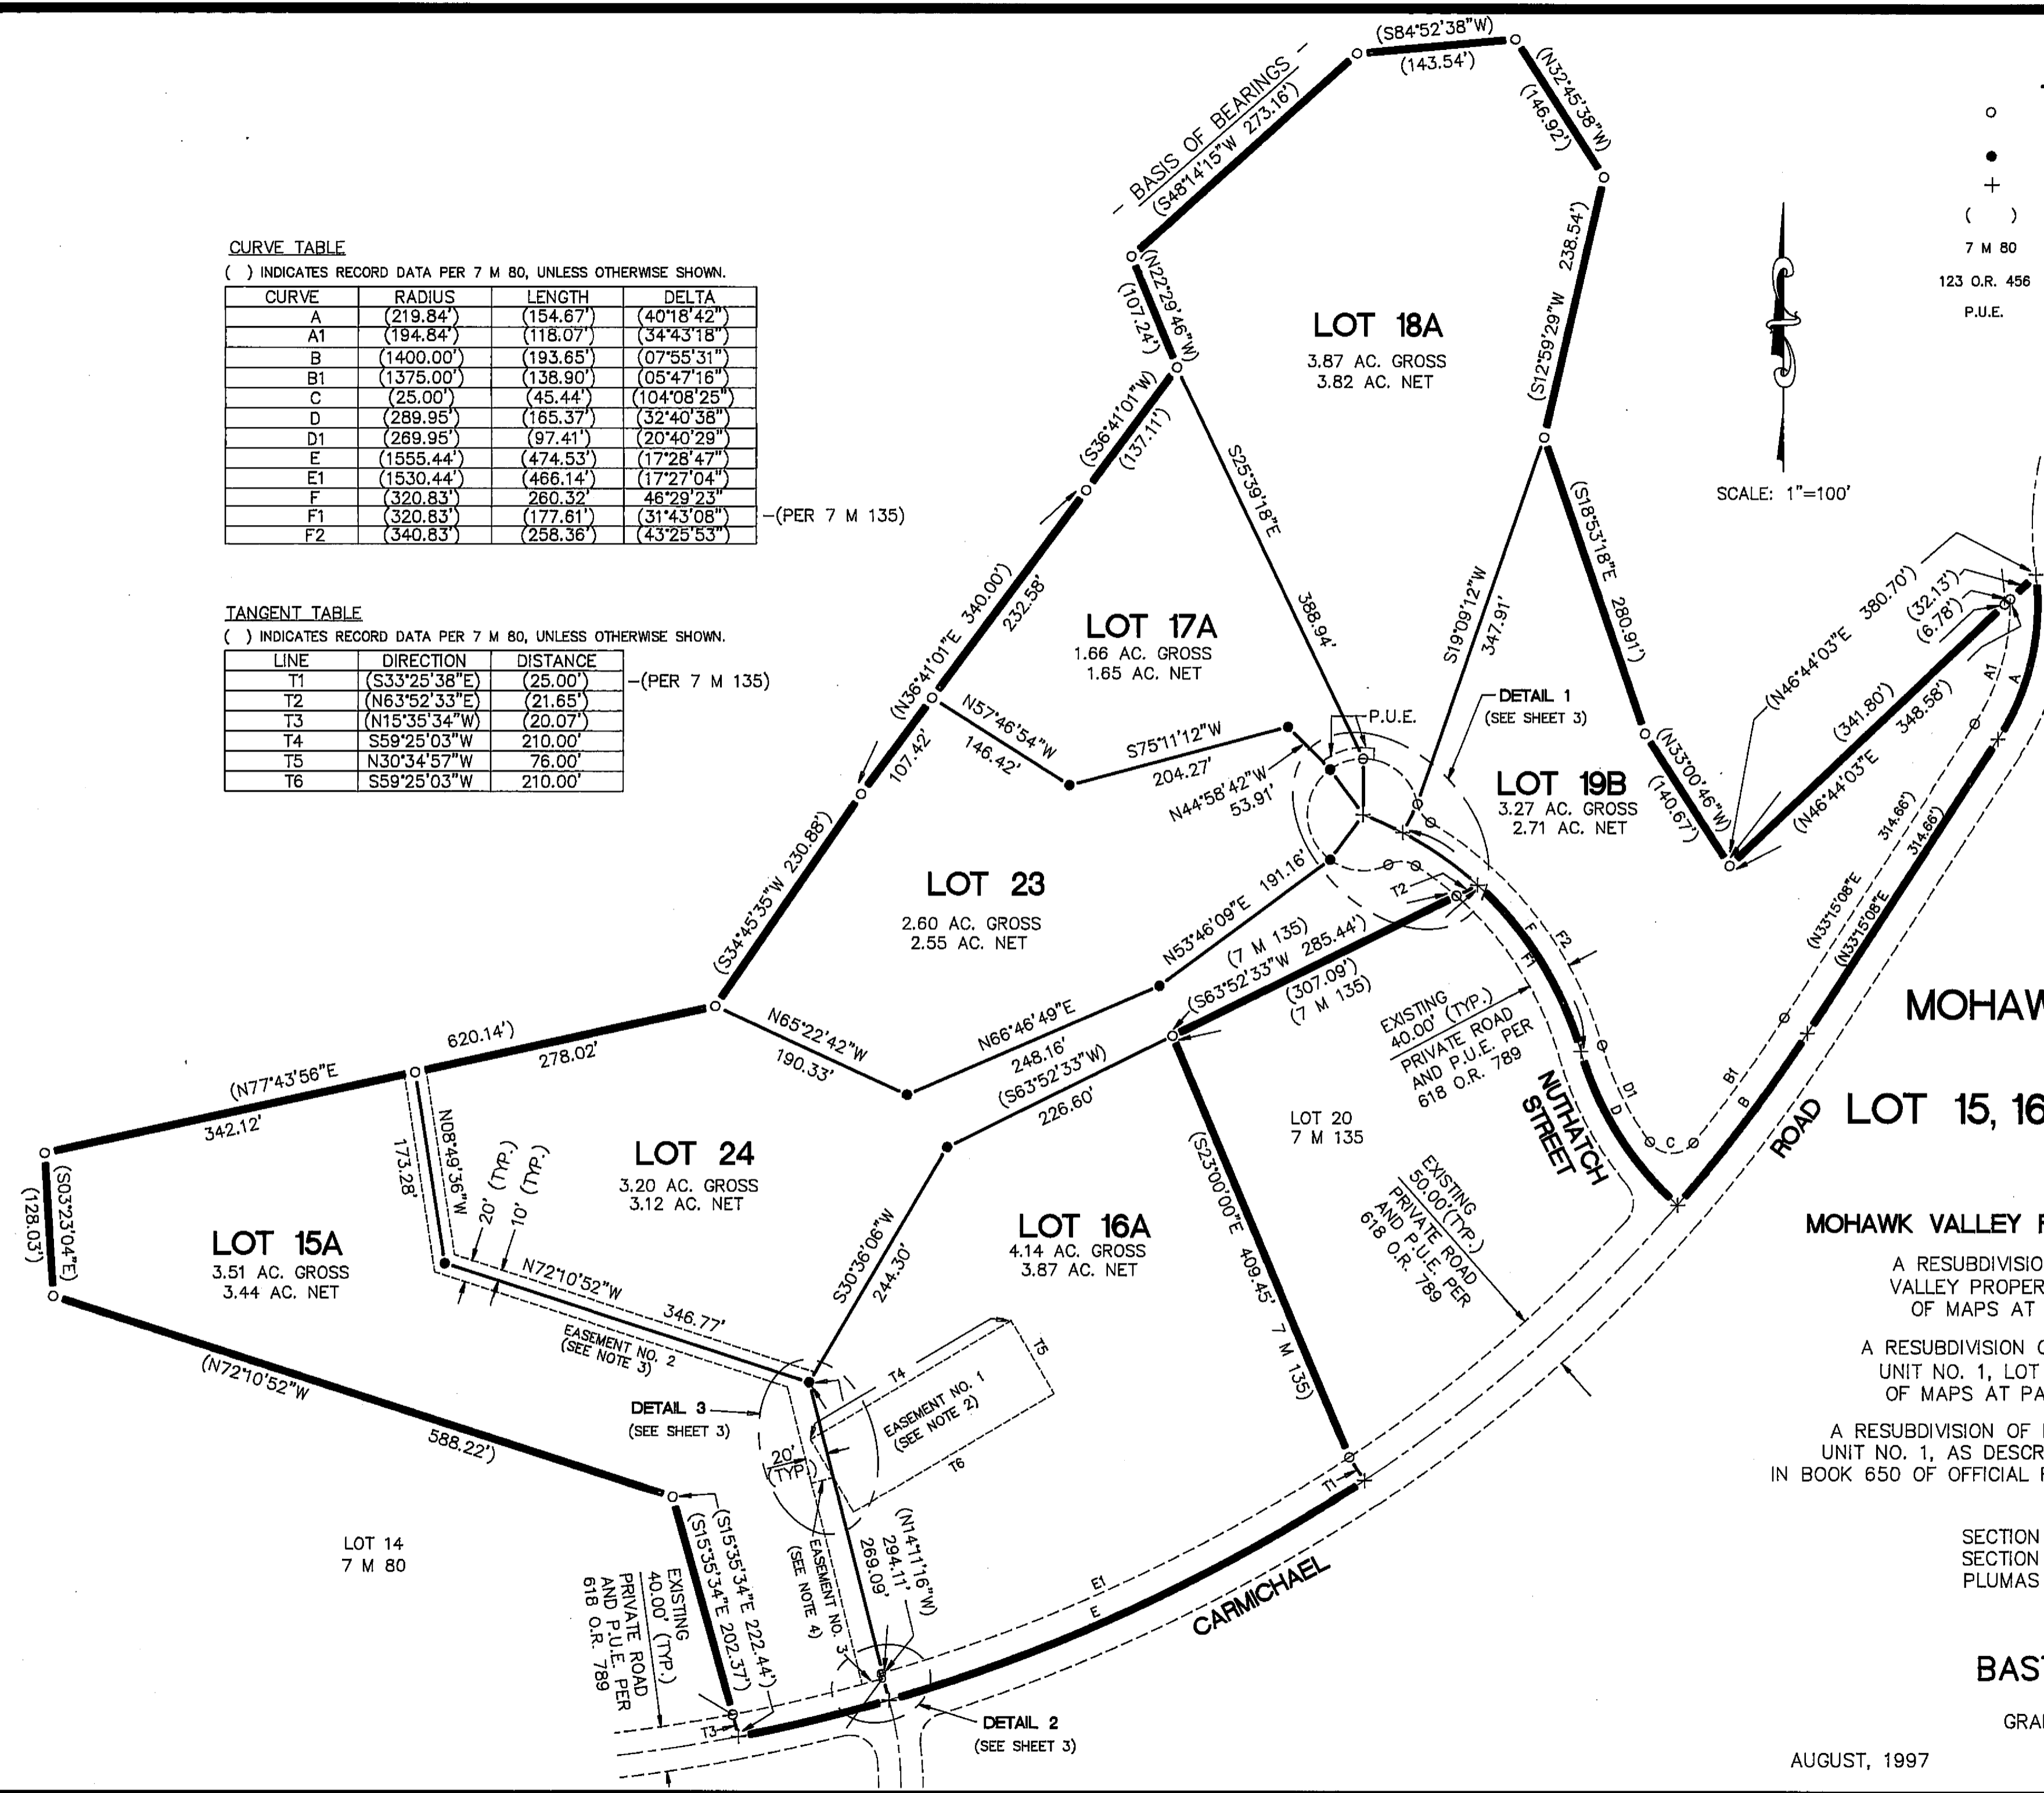 CURVE TABLE
( ) INDICATES RECORD DATA PER 7 M 80, UNLESS OTHERWISE SHOWN.
CURVE RADIUS LENGTH DELTA
A (219.84') (154.67') (40°18'42")
A1 (194.84') (118.07') (34°43'18")
B (1400.00') (193.65') (07°55'31")
B1 (1375.00') (138.90') (05°47'16")
C (25.00') (45.44') (104°08'25")
D (289.95') (165.37') (32°40'38")
D1 (269.95') (97.41') (20°40'29")
E (1555.44') (474.53') (17°28'47")
E1 (1530.44') (466.14') (17°27'04")
F (320.83') 260.32' 46°29'23"
F1 (320.83') (177.61') (31°43'08") –(PER 7 M 135)
F2 (340.83') (258.36') (43°25'53")
TANGENT TABLE
( ) INDICATES RECORD DATA PER 7 M 80, UNLESS OTHERWISE SHOWN.
LINE DIRECTION DISTANCE
T1 (S33°25'38"E) (25.00') –(PER 7 M 135)
T2 (N63°52'33"E) (21.65')
T3 (N15°35'34"W) (20.07')
T4 S59°25'03"W 210.00'
T5 N30°34'57"W 76.00'
T6 S59°25'03"W 210.00'
– BASIS OF BEARINGS –
(S48°14'15"W 273.16')
(S84°52'38"W)
(143.54')
(N32°45'38"W)
(146.92')
(S12°59'29"W 238.54')
(N22°29'46"W)
(107.24')
LOT 18A
3.87 AC. GROSS
3.82 AC. NET
(S36°41'01"W)
(137.11')
S25°39'18"E
388.94'
S19°09'12"W
347.91'
(S18°53'18"E 280.91')
( )
7 M 80
123 O.R. 456
P.U.E.
SCALE: 1"=100'
(N36°41'01"E 340.00')
232.58'
107.42'
LOT 17A
1.66 AC. GROSS
1.65 AC. NET
N57°46'54"W
146.42'
S75°11'12"W
204.27'
N44°58'42"W
53.91'
P.U.E.
DETAIL 1
(SEE SHEET 3)
LOT 19B
3.27 AC. GROSS
2.71 AC. NET
(N33°00'46"W)
(140.67')
(N46°44'03"E 380.70')
(32.13')
(6.78')
(341.80')
(N46°44'03"E 348.58')
A1
A
314.66')
(N33°15'08"E
314.66')
(N33°15'08"E
(S34°45'35"W 230.88')
LOT 23
2.60 AC. GROSS
2.55 AC. NET
N53°46'09"E 191.16'
T2
(7 M 135)
(S63°52'33"W 285.44')
(307.09')
(7 M 135)
F
F1
F2
EXISTING
40.00' (TYP.)
PRIVATE ROAD
AND P.U.E. PER
618 O.R. 789
NUTHATCH
STREET
D
D1
C
B1
B
ROAD
MOHAW
LOT 15, 16
(N77°43'56"E 620.14')
342.12'
278.02'
N65°22'42"W
190.33'
N66°46'49"E
248.16'
(S63°52'33"W)
226.60'
(S03°23'04"E)
(128.03')
N08°49'36"W
173.28'
20' (TYP.)
10' (TYP.)
LOT 24
3.20 AC. GROSS
3.12 AC. NET
LOT 20
7 M 135
(S23°00'00"E 409.45' 7 M 135)
EXISTING
50.00' (TYP.)
PRIVATE ROAD
AND P.U.E. PER
618 O.R. 789
LOT 15A
3.51 AC. GROSS
3.44 AC. NET
N72°10'52"W
346.77'
EASEMENT NO. 2
(SEE NOTE 3)
S30°36'06"W
244.30'
LOT 16A
4.14 AC. GROSS
3.87 AC. NET
MOHAWK VALLEY
A RESUBDIVISIO
VALLEY PROPER
OF MAPS AT
A RESUBDIVISION
UNIT NO. 1, LOT
OF MAPS AT PA
A RESUBDIVISION OF
UNIT NO. 1, AS DESCR
IN BOOK 650 OF OFFICIAL
(N72°10'52"W 588.22')
DETAIL 3
(SEE SHEET 3)
T4
T5
T6
EASEMENT NO. 1
(SEE NOTE 2)
20'
(TYP.)
T1
LOT 14
7 M 80
EXISTING
40.00' (TYP.)
PRIVATE ROAD
AND P.U.E. PER
618 O.R. 789
(S15°35'34"E 222.44')
(S15°35'34"E 202.37')
EASEMENT NO. 3
(SEE NOTE 4)
(N14°11'16"W)
294.11'
269.09'
E1
E
CARMICHAEL
T3
DETAIL 2
(SEE SHEET 3)
SECTION
SECTION
PLUMAS
BAS
GRA
AUGUST, 1997